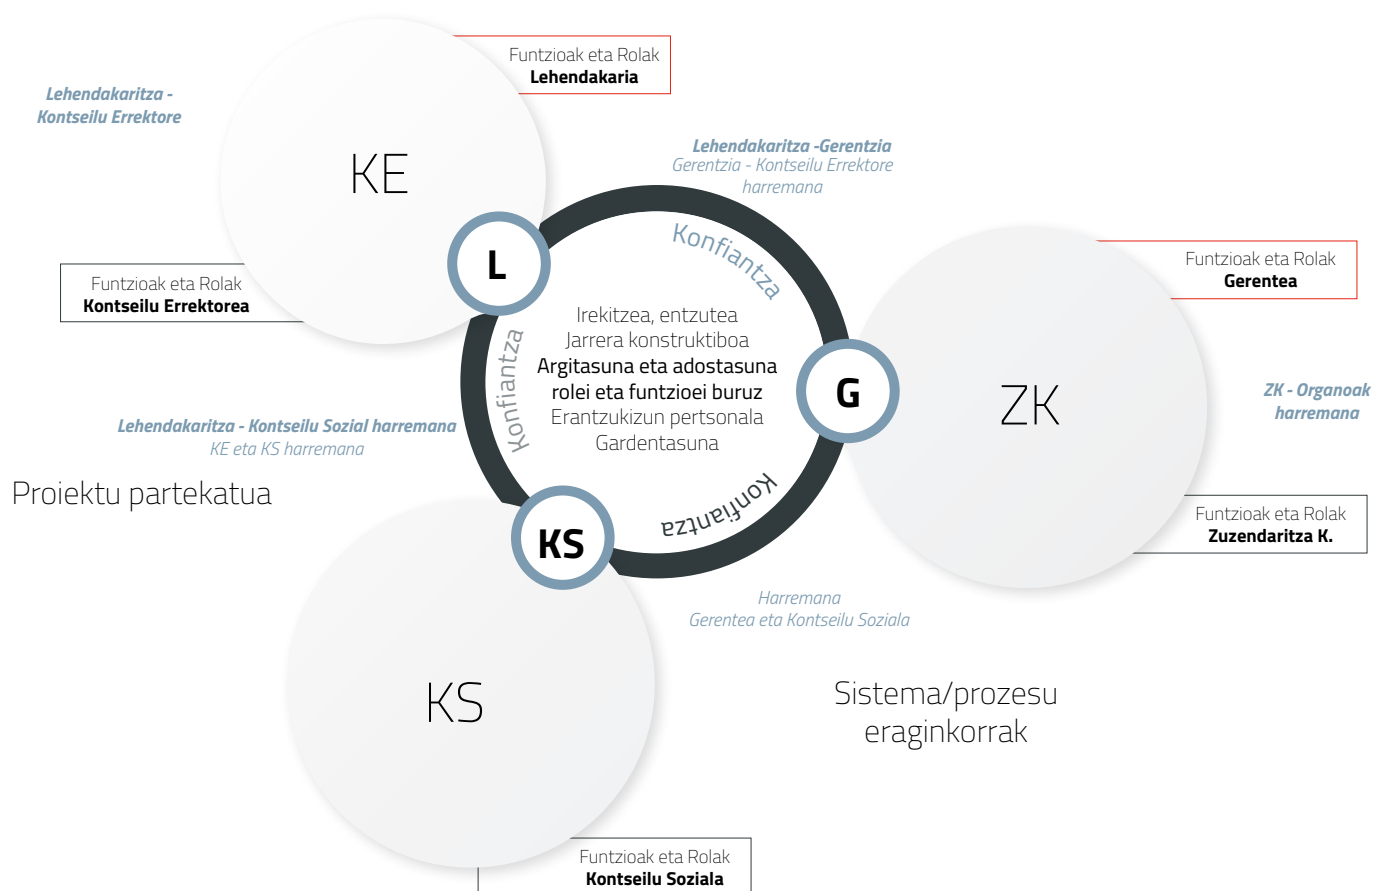 Funtzioak eta Rolak
Lehendakaria
Lehendakaritza -
Kontseilu Errektore
KE
Lehendakaritza -Gerentzia
Gerentzia - Kontseilu Errektore
harremana
Konfiantza
L
Funtzioak eta Rolak
Kontseilu Errektorea
Funtzioak eta Rolak
Gerentea
Irekitzea, entzutea
Jarrera konstruktiboa
Argitasuna eta adostasuna
rolei eta funtzioei buruz
Erantzukizun pertsonala
Gardentasuna
Konfiantza
G
ZK
ZK - Organoak
harremana
Lehendakaritza - Kontseilu Sozial harremana
KE eta KS harremana
Proiektu partekatua
Konfiantza
KS
Funtzioak eta Rolak
Zuzendaritza K.
Harremana
Gerentea eta Kontseilu Soziala
KS
Sistema/prozesu
eraginkorrak
Funtzioak eta Rolak
Kontseilu Soziala